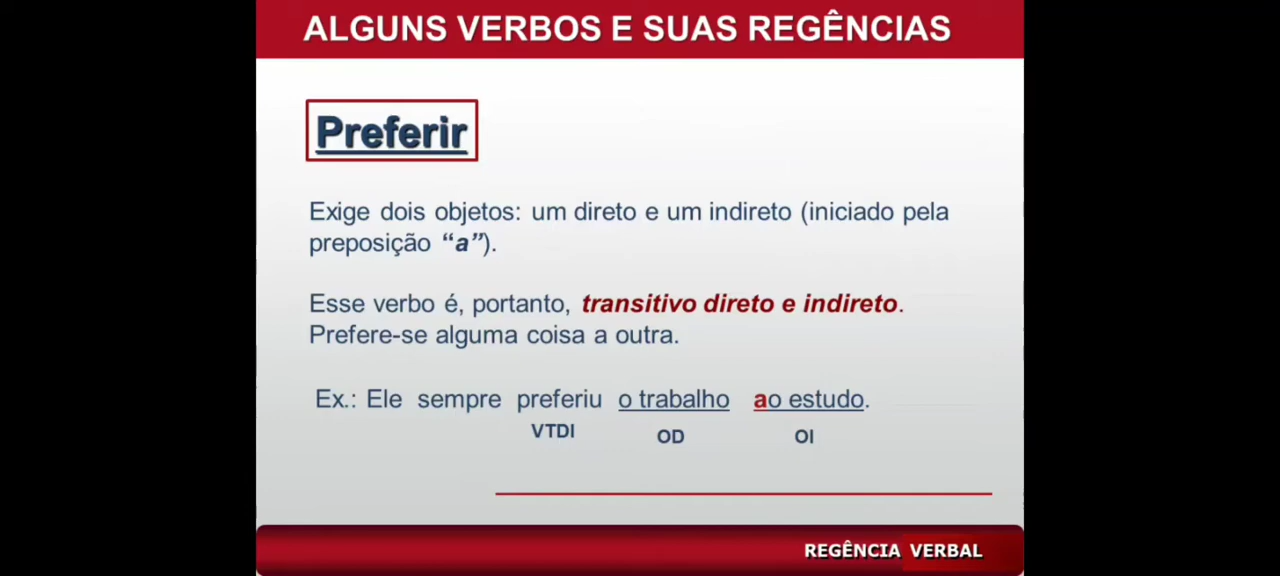 ALGUNS VERBOS E SUAS REGÊNCIAS
Preferir
Exige dois objetos: um direto e um indireto (iniciado pela
preposição “a”).
Esse verbo é, portanto, transitivo direto e indireto.
Prefere-se alguma coisa a outra.
Ex.: Ele sempre preferiu o trabalho ao estudo.
VTDI OD OI
REGÊNCIA VERBAL